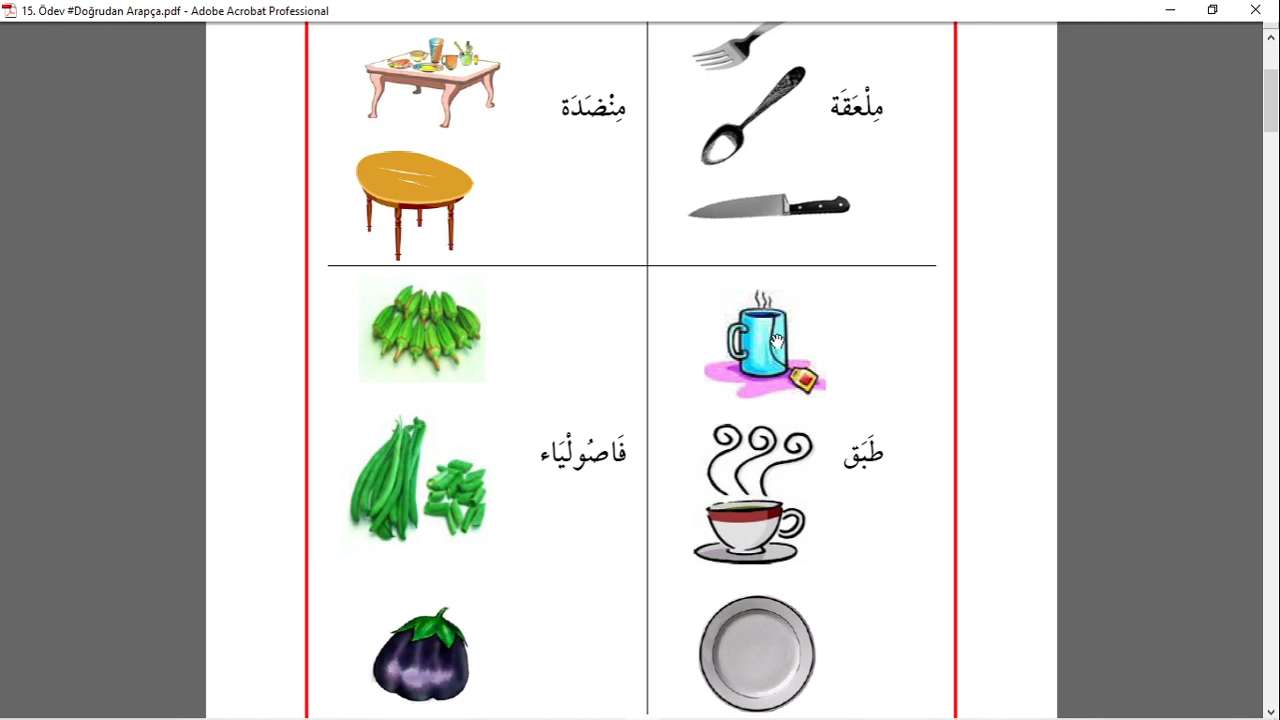 15. Ödev #Doğrudan Arapça.pdf - Adobe Acrobat Professional
مِلْعَقَة
مِنْضَدَة
طَبَق
فَاصُولْيَاء